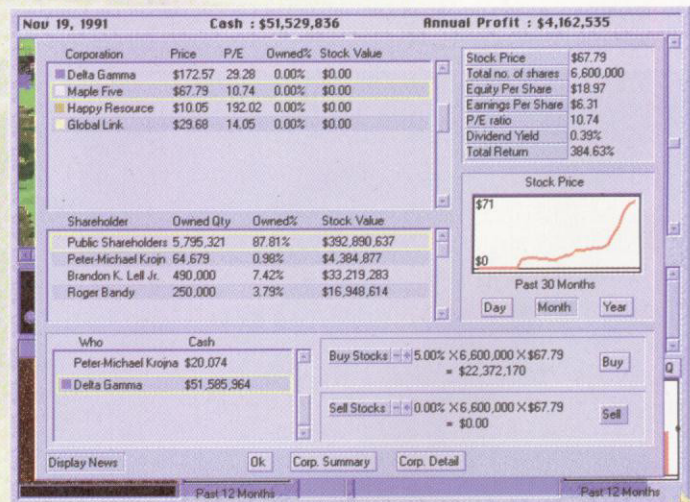 Nov 19, 1991 Cash : $51,529,836 Annual Profit : $4,162,535
Corporation Price P/E Owned% Stock Value
Delta Gamma $172.57 29.28 0.00% $0.00
Maple Five $67.79 10.74 0.00% $0.00
Happy Resource $10.05 192.02 0.00% $0.00
Global Link $29.68 14.05 0.00% $0.00
Stock Price $67.79
Total no. of shares 6,600,000
Equity Per Share $18.97
Earnings Per Share $6.31
P/E ratio 10.74
Dividend Yield 0.39%
Total Return 384.63%
Stock Price
$71
$0
Past 30 Months
Day Month Year
Shareholder Owned Qty Owned% Stock Value
Public Shareholders 5,795,321 87.81% $392,890,637
Peter-Michael Krojn 64,679 0.98% $4,384,877
Brandon K. Lell Jr. 490,000 7.42% $33,219,283
Roger Bandy 250,000 3.79% $16,948,614
Who Cash
Peter-Michael Krojna $20,074
Delta Gamma $51,585,964
Buy Stocks - + 5.00% X 6,600,000 X $67.79
= $22,372,170
Buy
Sell Stocks - + 0.00% X 6,600,000 X $67.79
= $0.00
Sell
Q
Display News Ok Corp. Summary Corp. Detail
Past 12 Months Past 12 Months